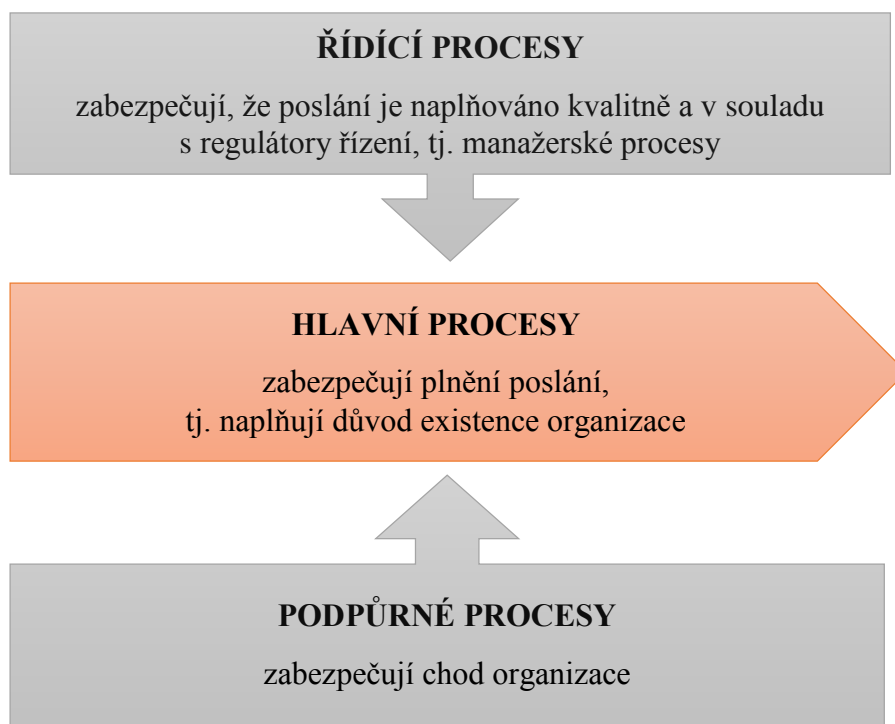 ŘÍDÍCÍ PROCESY
zabezpečují, že poslání je naplňováno kvalitně a v souladu
s regulátory řízení, tj. manažerské procesy
HLAVNÍ PROCESY
zabezpečují plnění poslání,
tj. naplňují důvod existence organizace
PODPŮRNÉ PROCESY
zabezpečují chod organizace